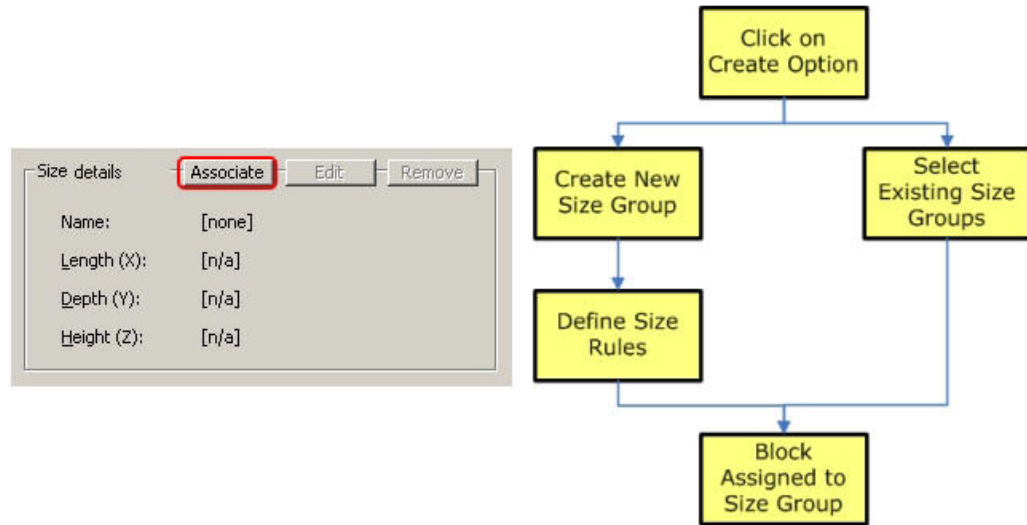 Size details Associate Edit Remove
Name: [none]
Length (X): [n/a]
Depth (Y): [n/a]
Height (Z): [n/a]
Click on
Create Option
Create New
Size Group
Select
Existing Size
Groups
Define Size
Rules
Block
Assigned to
Size Group